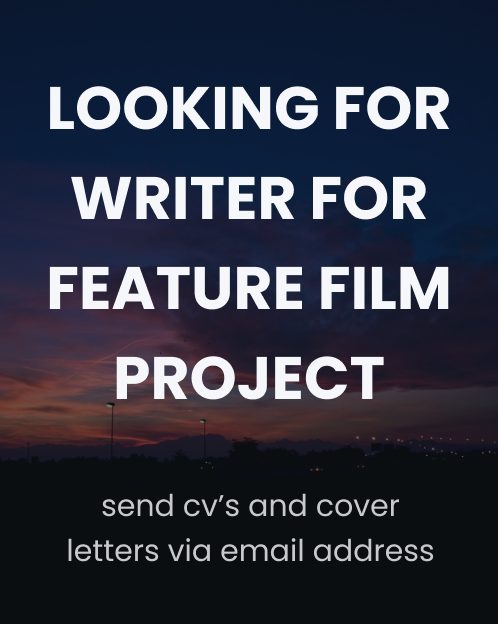 LOOKING FOR
WRITER FOR
FEATURE FILM
PROJECT
send cv’s and cover
letters via email address